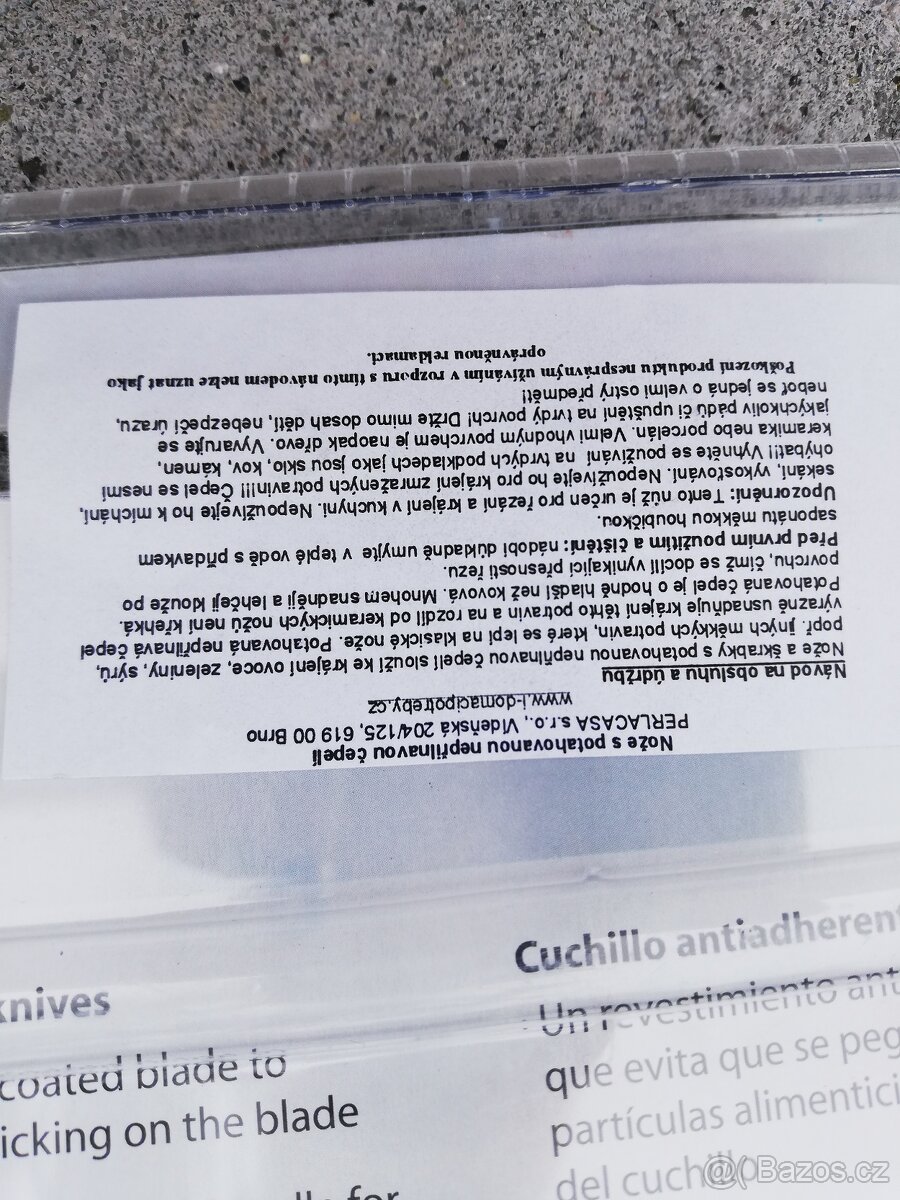 Nože s potahovanou nepřilnavou čepelí
PERLACASA s.r.o., Vídeňská 204/125, 619 00 Brno
www.i-domacipotreby.cz
Návod na obsluhu a údržbu
Nože a škrabky s potahovanou nepřilnavou čepelí slouží ke krájení ovoce, zeleniny, sýrů,
popř. jiných měkkých potravin, které se lepí na klasické nože. Potahovaná nepřilnavá čepel
výrazně usnadňuje krájení těchto potravin a na rozdíl od keramických nožů není křehká.
Potahovaná čepel je o hodně hladší než kovová. Mnohem snadněji a lehčeji klouže po
povrchu, čímž se docílí vynikající přesnosti řezu.
Před prvním použitím a čištění: nádobí důkladně umyjte v teplé vodě s přídavkem
saponátu měkkou houbičkou.
Upozornění: Tento nůž je určen pro řezání a krájení v kuchyni. Nepoužívejte ho k míchání,
sekání, vykosťování. Nepoužívejte ho pro krájení zmražených potravin!!! Čepel se nesmí
ohýbat!! Vyhněte se používání na tvrdých podkladech jako jsou sklo, kov, kámen,
keramika nebo porcelán. Velmi vhodným povrchem je naopak dřevo. Vyvarujte se
jakýchkoliv pádů či upuštění na tvrdý povrch! Držte mimo dosah dětí, nebezpečí úrazu,
neboť se jedná o velmi ostrý předmět!
Poškození produktu nesprávným užíváním v rozporu s tímto návodem nelze uznat jako
oprávněnou reklamaci.
knives
coated blade to
icking on the blade
Cuchillo antiadherent
Un revestimiento ant
que evita que se peg
partículas alimentici
del cuchillo
@( Bazos.cz